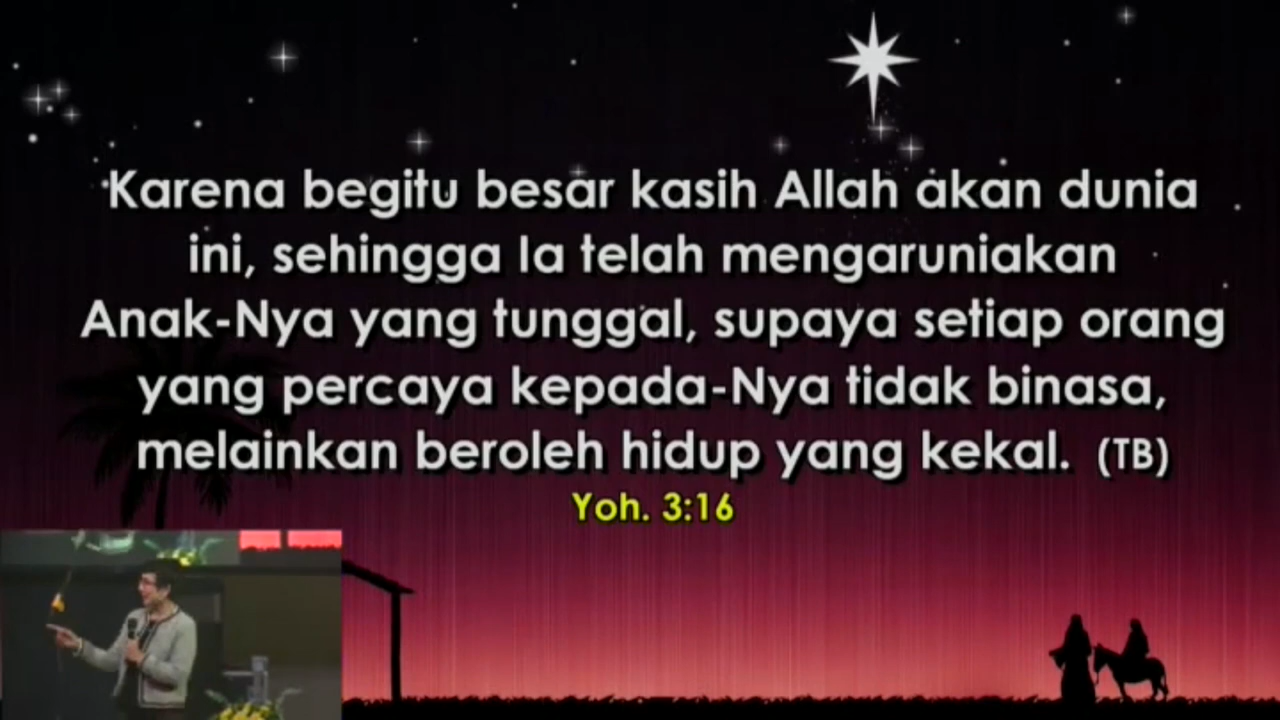 Karena begitu besar kasih Allah akan dunia
ini, sehingga Ia telah mengaruniakan
Anak-Nya yang tunggal, supaya setiap orang
yang percaya kepada-Nya tidak binasa,
melainkan beroleh hidup yang kekal. (TB)
Yoh. 3:16